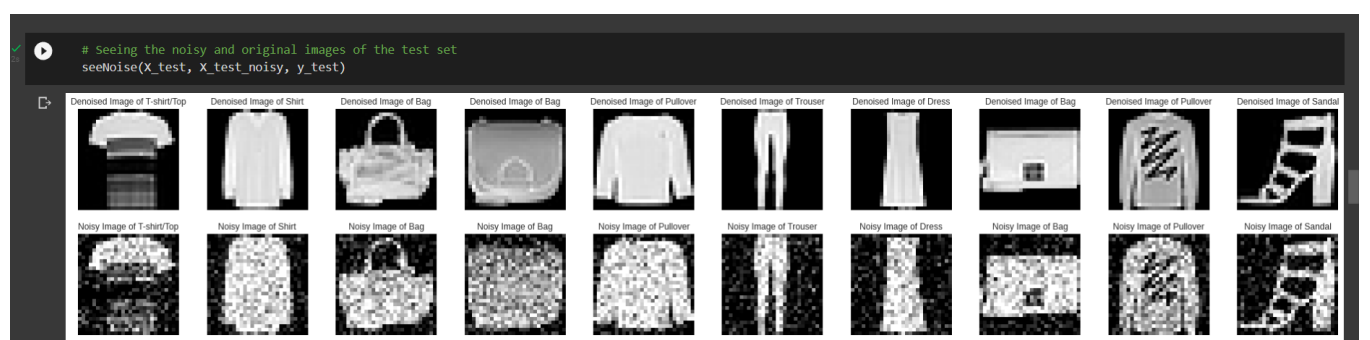 # Seeing the noisy and original images of the test set
seeNoise(X_test, X_test_noisy, y_test)
2s
Denoised Image of T-shirt/Top Denoised Image of Shirt Denoised Image of Bag Denoised Image of Bag Denoised Image of Pullover Denoised Image of Trouser Denoised Image of Dress Denoised Image of Bag Denoised Image of Pullover Denoised Image of Sandal
Noisy Image of T-shirt/Top Noisy Image of Shirt Noisy Image of Bag Noisy Image of Bag Noisy Image of Pullover Noisy Image of Trouser Noisy Image of Dress Noisy Image of Bag Noisy Image of Pullover Noisy Image of Sandal